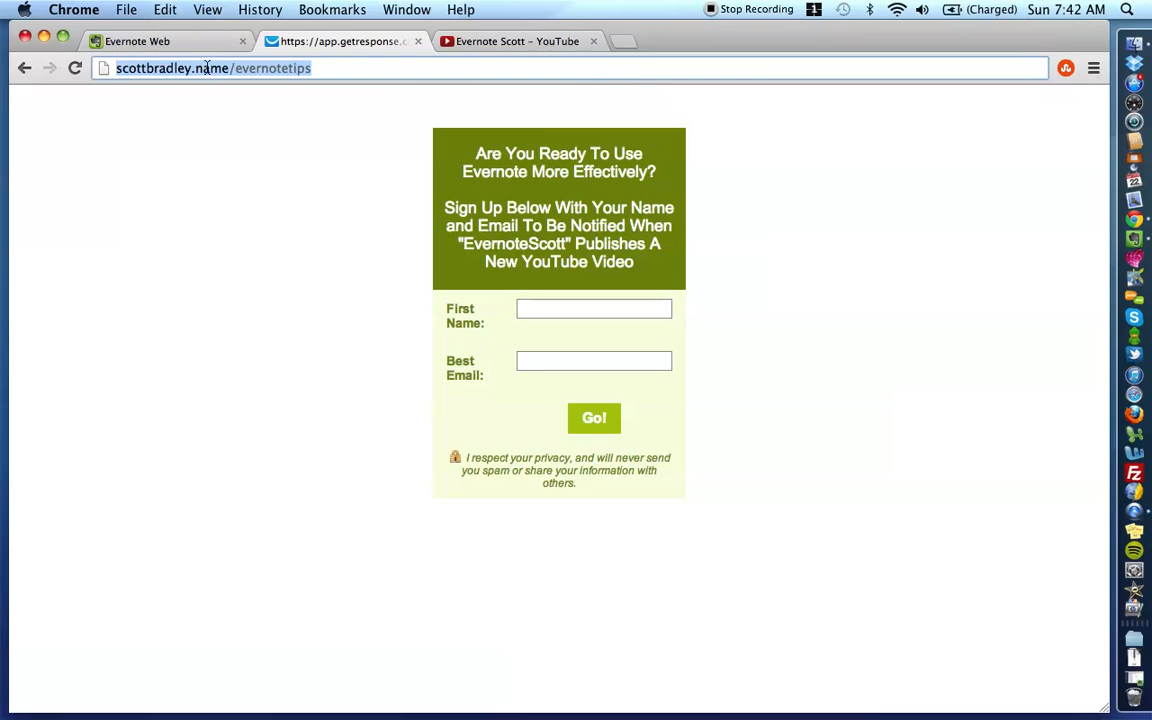 Chrome File Edit View History Bookmarks Window Help Stop Recording (Charged) Sun 7:42 AM
Evernote Web https://app.getresponse.c Evernote Scott - YouTube
scottbradley.name/evernotetips
Are You Ready To Use
Evernote More Effectively?
Sign Up Below With Your Name
and Email To Be Notified When
"EvernoteScott" Publishes A
New YouTube Video
First
Name:
Best
Email:
Go!
I respect your privacy, and will never send
you spam or share your information with
others.